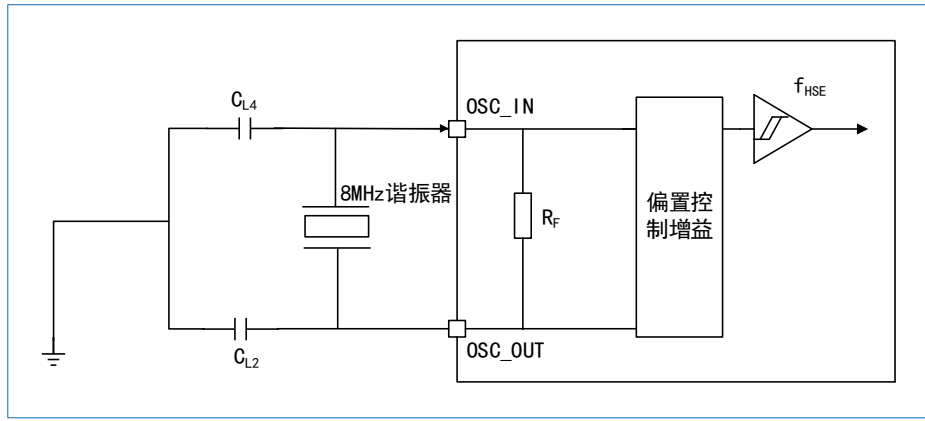 f_HSE
C_L4
OSC_IN
8MHz谐振器
R_F
偏置控
制增益
OSC_OUT
C_L2